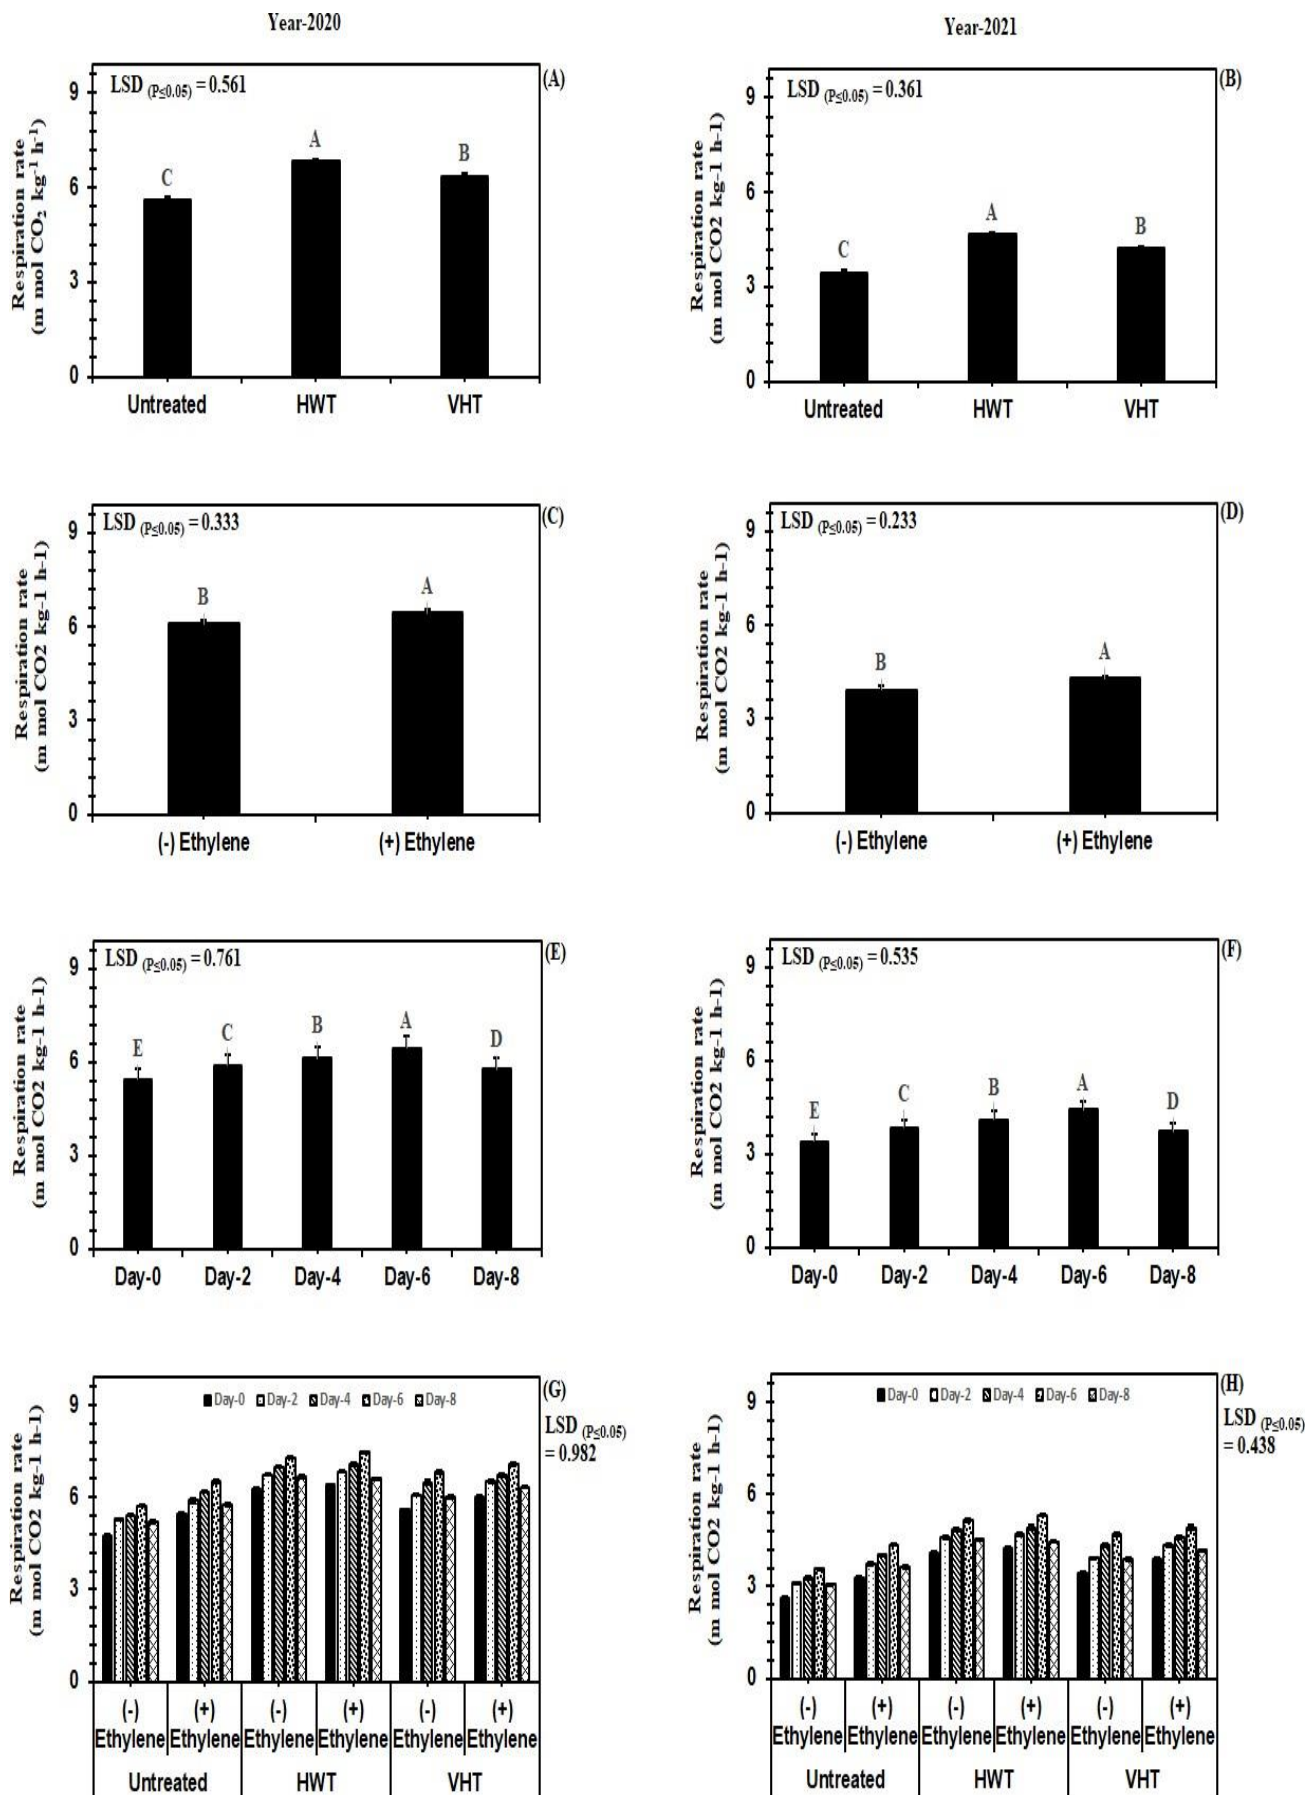 Year-2020
Year-2021
LSD (P≤0.05) = 0.561
(A)
Respiration rate
(m mol CO₂ kg⁻¹ h⁻¹)
9
6
3
0
C
A
B
Untreated HWT VHT
LSD (P≤0.05) = 0.361
(B)
Respiration rate
(m mol CO2 kg-1 h-1)
9
6
3
0
C
A
B
Untreated HWT VHT
LSD (P≤0.05) = 0.333
(C)
Respiration rate
(m mol CO2 kg-1 h-1)
9
6
3
0
B
A
(-) Ethylene (+) Ethylene
LSD (P≤0.05) = 0.233
(D)
Respiration rate
(m mol CO2 kg-1 h-1)
9
6
3
0
B
A
(-) Ethylene (+) Ethylene
LSD (P≤0.05) = 0.761
(E)
Respiration rate
(m mol CO2 kg-1 h-1)
9
6
3
0
E
C
B
A
D
Day-0 Day-2 Day-4 Day-6 Day-8
LSD (P≤0.05) = 0.535
(F)
Respiration rate
(m mol CO2 kg-1 h-1)
9
6
3
0
E
C
B
A
D
Day-0 Day-2 Day-4 Day-6 Day-8
(G)
LSD (P≤0.05)
= 0.982
Respiration rate
(m mol CO2 kg-1 h-1)
9
6
3
0
Day-0 Day-2 Day-4 Day-6 Day-8
(-) (+) (-) (+) (-) (+)
Ethylene Ethylene Ethylene Ethylene Ethylene Ethylene
Untreated HWT VHT
(H)
LSD (P≤0.05)
= 0.438
Respiration rate
(m mol CO2 kg-1 h-1)
9
6
3
0
Day-0 Day-2 Day-4 Day-6 Day-8
(-) (+) (-) (+) (-) (+)
Ethylene Ethylene Ethylene Ethylene Ethylene Ethylene
Untreated HWT VHT